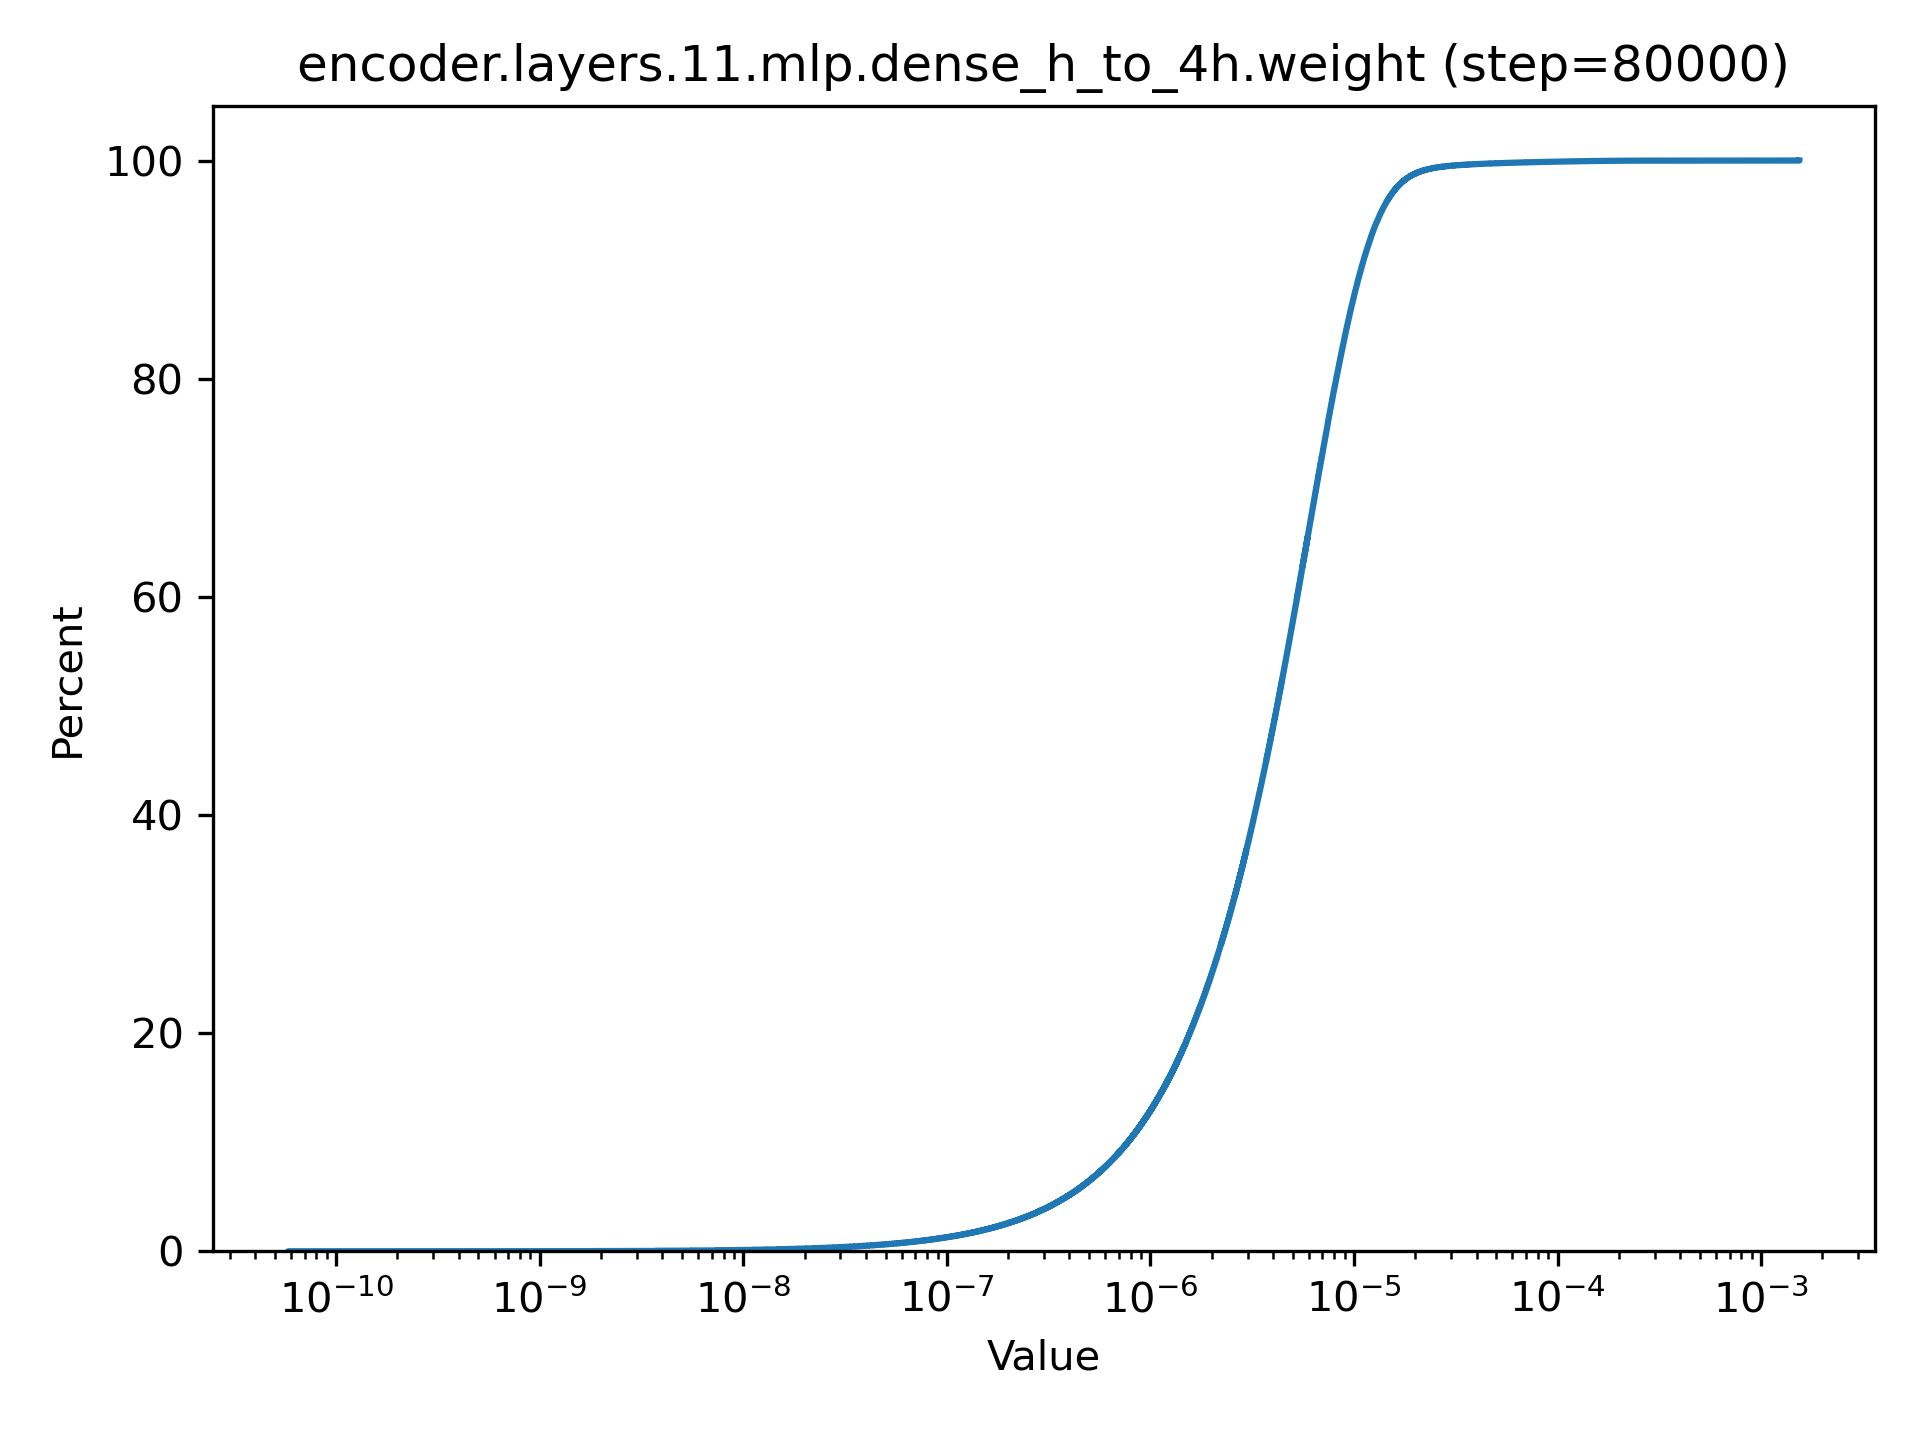 encoder.layers.11.mlp.dense_h_to_4h.weight (step=80000)
100
80
60
40
20
0
Percent
10⁻¹⁰ 10⁻⁹ 10⁻⁸ 10⁻⁷ 10⁻⁶ 10⁻⁵ 10⁻⁴ 10⁻³
Value